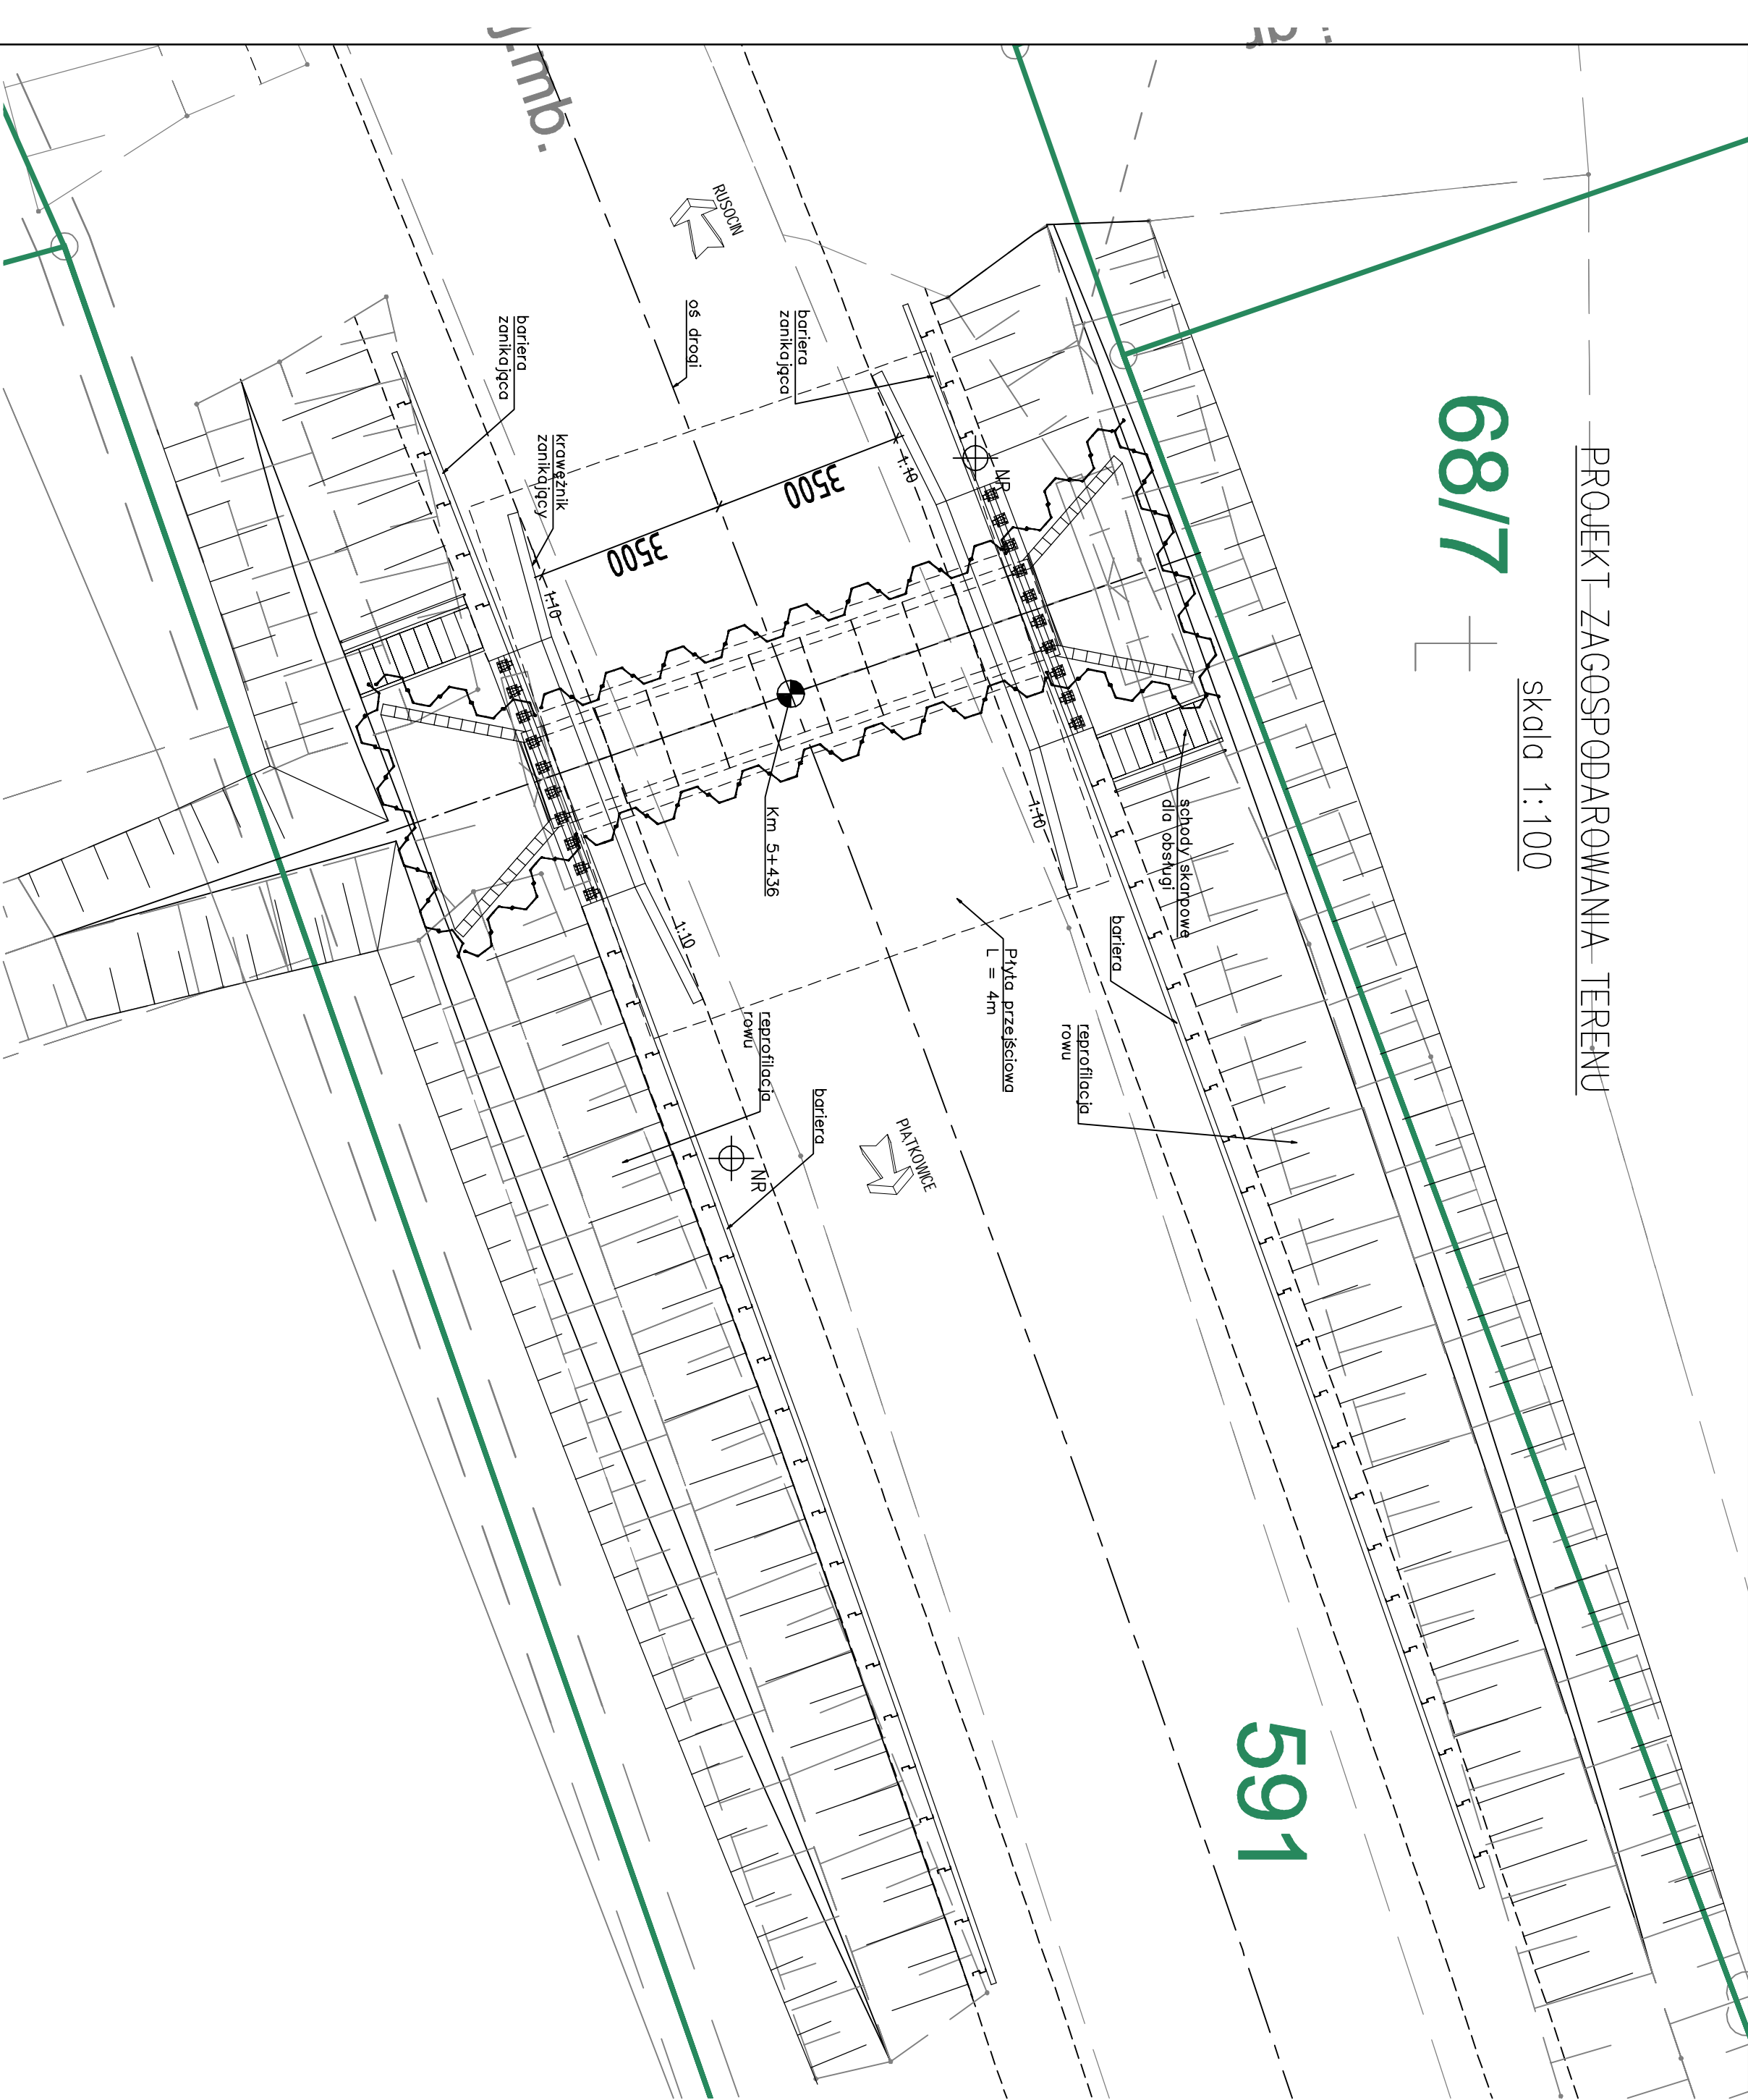 PROJEKT ZAGOSPODAROWANIA TERENU
skala 1:100
68/7
591
RUSOCIN
oś drogi
bariera
zanikająca
bariera
zanikająca
krawężnik
zanikający
3500
3500
1:10
1:10
1:10
1:10
NR
NR
Km 5+436
schody skarpowe
dla obsługi
bariera
Płyta przejściowa
L = 4m
reprofilacja
rowu
reprofilacja
rowu
bariera
PIĄTKOWICE
.mb.